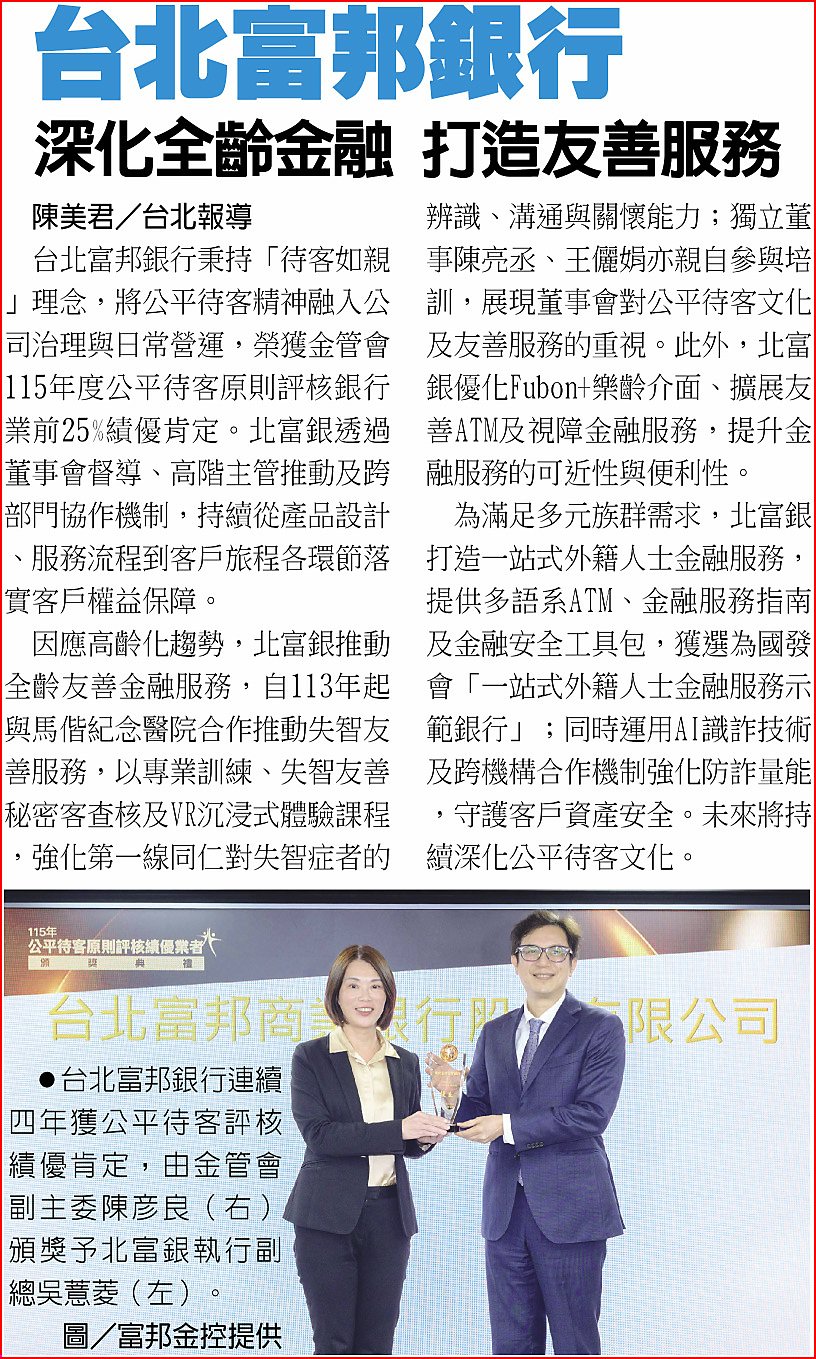 台北富邦銀行
深化全齡金融 打造友善服務
陳美君／台北報導
台北富邦銀行秉持「待客如親
」理念，將公平待客精神融入公
司治理與日常營運，榮獲金管會
115年度公平待客原則評核銀行
業前25%績優肯定。北富銀透過
董事會督導、高階主管推動及跨
部門協作機制，持續從產品設計
、服務流程到客戶旅程各環節落
實客戶權益保障。
因應高齡化趨勢，北富銀推動
全齡友善金融服務，自113年起
與馬偕紀念醫院合作推動失智友
善服務，以專業訓練、失智友善
秘密客查核及VR沉浸式體驗課程
，強化第一線同仁對失智症者的
辨識、溝通與關懷能力；獨立董
事陳亮丞、王儷娟亦親自參與培
訓，展現董事會對公平待客文化
及友善服務的重視。此外，北富
銀優化Fubon+樂齡介面、擴展友
善ATM及視障金融服務，提升金
融服務的可近性與便利性。
為滿足多元族群需求，北富銀
打造一站式外籍人士金融服務，
提供多語系ATM、金融服務指南
及金融安全工具包，獲選為國發
會「一站式外籍人士金融服務示
範銀行」；同時運用AI識詐技術
及跨機構合作機制強化防詐量能
，守護客戶資產安全。未來將持
續深化公平待客文化。
115年
公平待客原則評核績優業者
頒獎典禮
台北富邦商業銀行股 有限公司
●台北富邦銀行連續
四年獲公平待客評核
績優肯定，由金管會
副主委陳彥良（右）
頒獎予北富銀執行副
總吳薏菱（左）。
圖／富邦金控提供